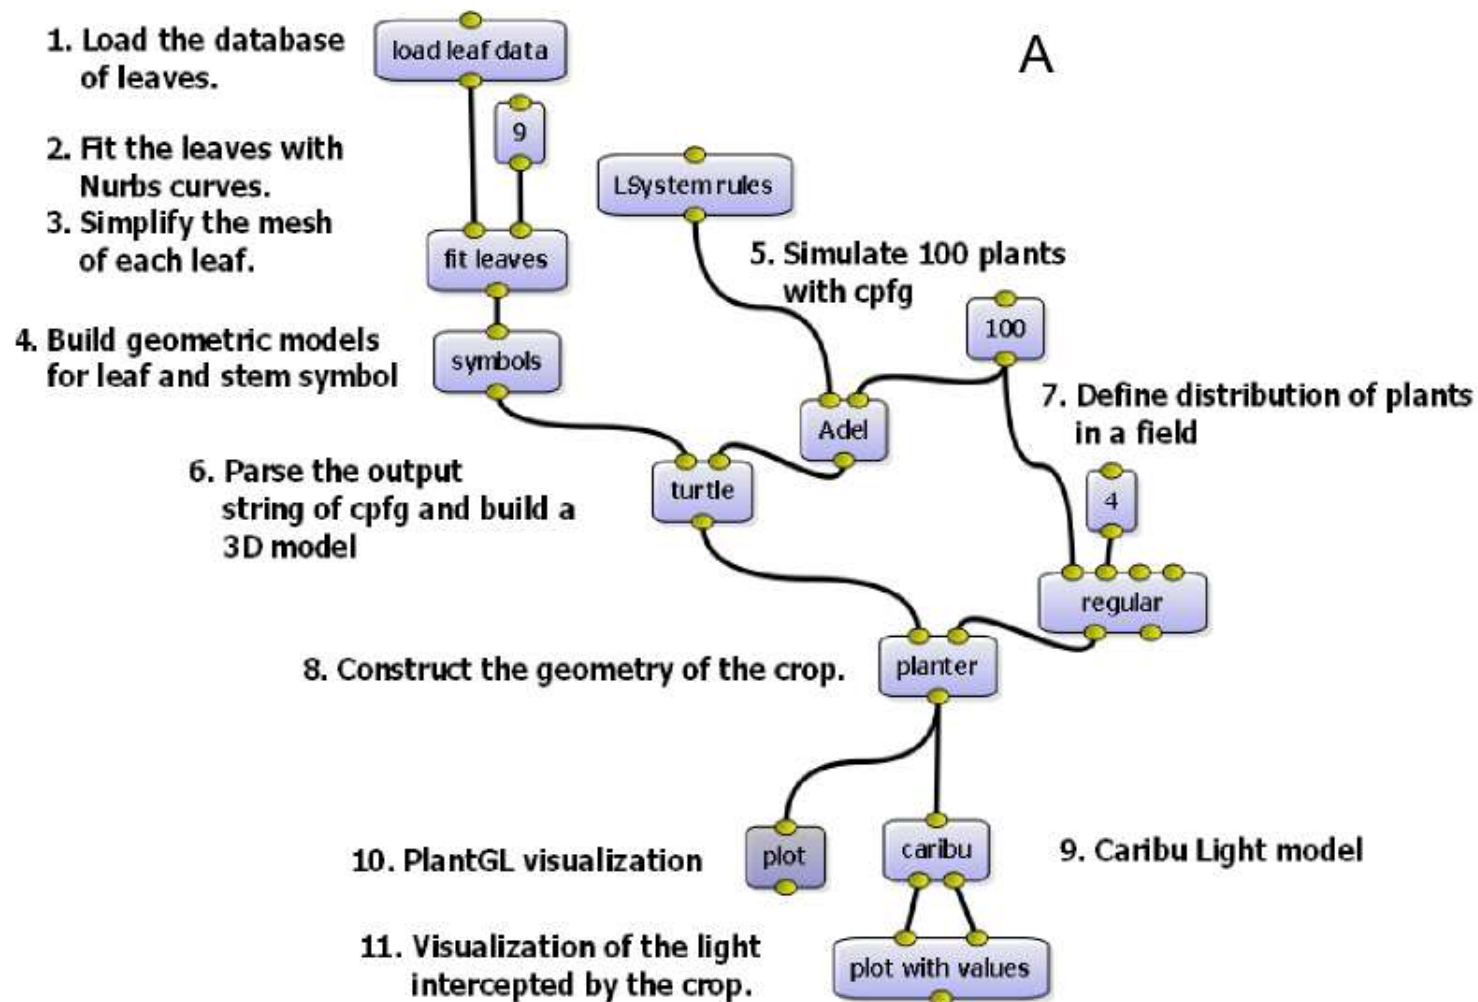 A
1. Load the database
of leaves.
load leaf data
9
2. Fit the leaves with
Nurbs curves.
3. Simplify the mesh
of each leaf.
LSystem rules
fit leaves
5. Simulate 100 plants
with cpfg
100
4. Build geometric models
for leaf and stem symbol
symbols
7. Define distribution of plants
in a field
Adel
6. Parse the output
string of cpfg and build a
3D model
turtle
4
regular
8. Construct the geometry of the crop.
planter
10. PlantGL visualization
plot
caribu
9. Caribu Light model
11. Visualization of the light
intercepted by the crop.
plot with values